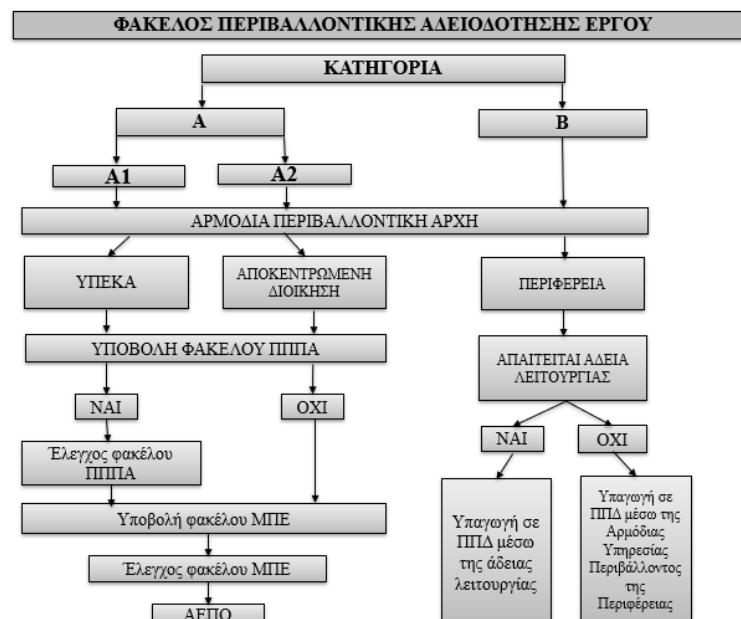 ΦΑΚΕΛΟΣ ΠΕΡΙΒΑΛΛΟΝΤΙΚΗΣ ΑΔΕΙΟΔΟΤΗΣΗΣ ΕΡΓΟΥ
ΚΑΤΗΓΟΡΙΑ
Α
Β
Α1
Α2
ΑΡΜΟΔΙΑ ΠΕΡΙΒΑΛΛΟΝΤΙΚΗ ΑΡΧΗ
ΥΠΕΚΑ
ΑΠΟΚΕΝΤΡΩΜΕΝΗ
ΔΙΟΙΚΗΣΗ
ΠΕΡΙΦΕΡΕΙΑ
ΥΠΟΒΟΛΗ ΦΑΚΕΛΟΥ ΠΠΠΑ
ΑΠΑΙΤΕΙΤΑΙ ΑΔΕΙΑ
ΛΕΙΤΟΥΡΓΙΑΣ
ΝΑΙ
ΟΧΙ
ΝΑΙ
ΟΧΙ
Έλεγχος φακέλου
ΠΠΠΑ
Υποβολή φακέλου ΜΠΕ
Έλεγχος φακέλου ΜΠΕ
ΑΕΠΟ
Υπαγωγή σε
ΠΠΔ μέσω
της άδειας
λειτουργίας
Υπαγωγή σε
ΠΠΔ μέσω της
Αρμόδιας
Υπηρεσίας
Περιβάλλοντος
της
Περιφέρειας